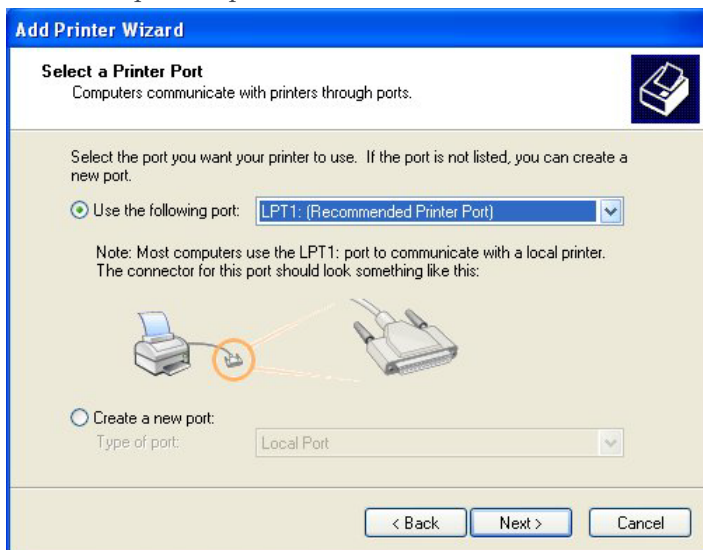 Add Printer Wizard
Select a Printer Port
Computers communicate with printers through ports.
Select the port you want your printer to use. If the port is not listed, you can create a
new port.
Use the following port: LPT1: (Recommended Printer Port)
Note: Most computers use the LPT1: port to communicate with a local printer.
The connector for this port should look something like this:
Create a new port:
Type of port: Local Port
< Back Next > Cancel